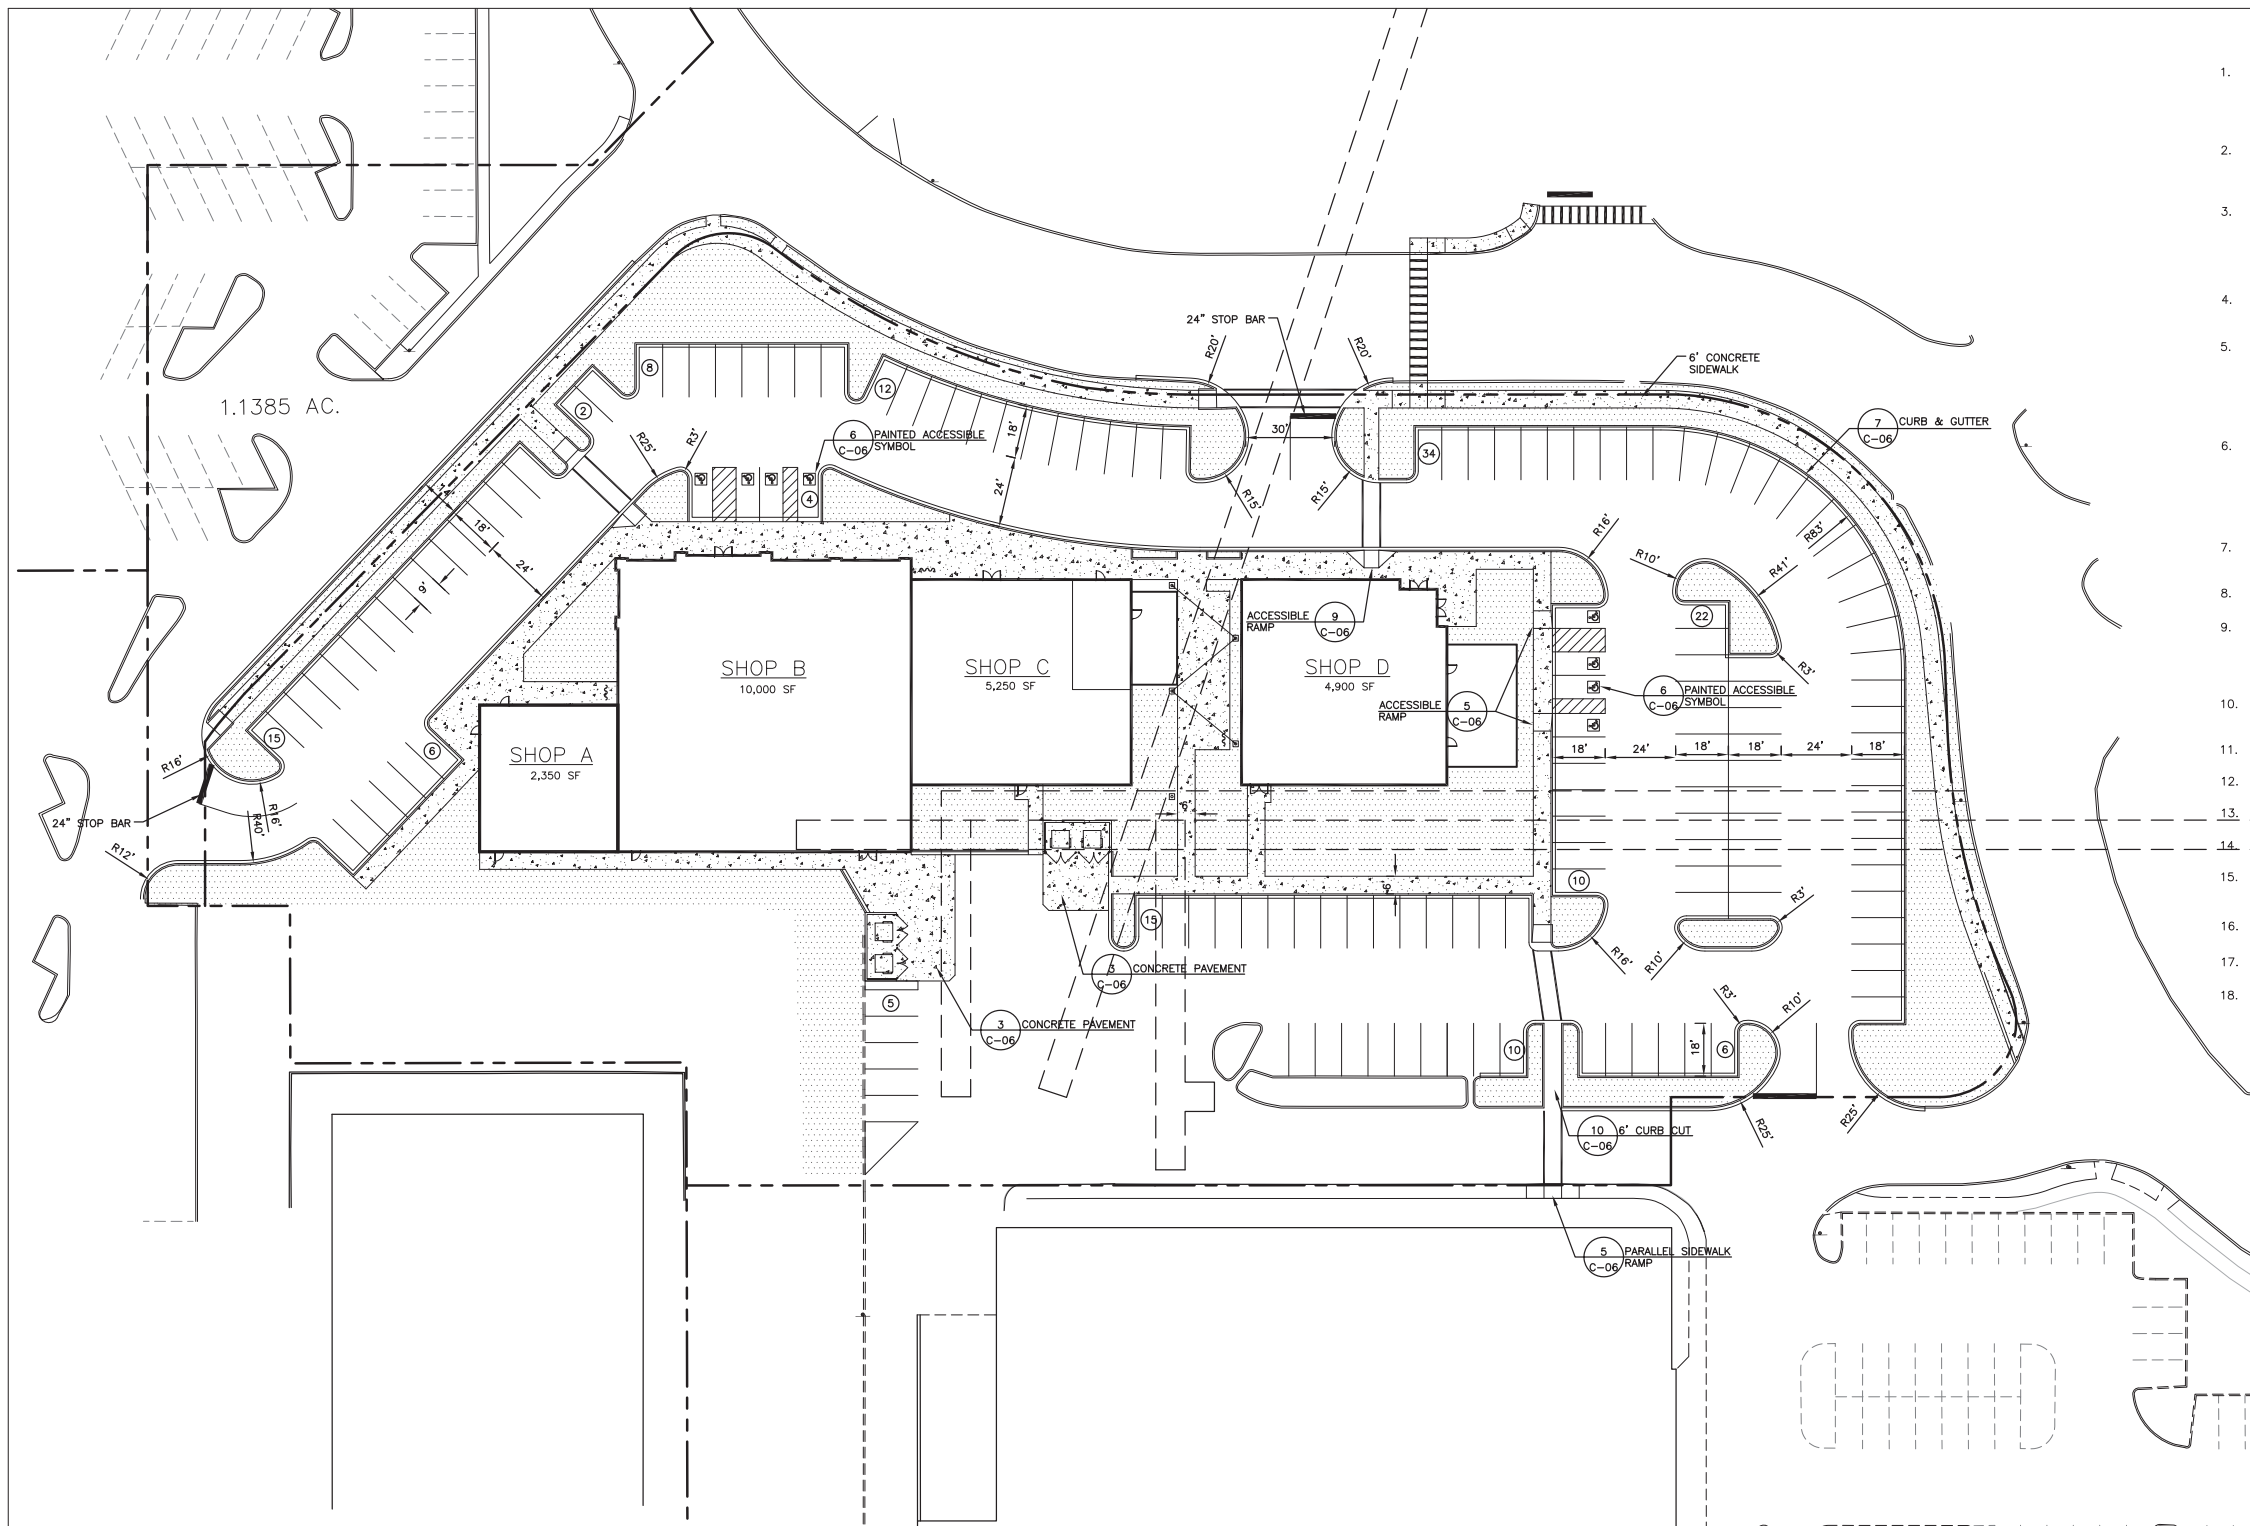 1.
2.
3.
4.
5.
6.
7.
8.
9.
10.
11.
12.
13.
14.
15.
16.
17.
18.
1.1385 AC.
24" STOP BAR
R20'
R20'
6' CONCRETE
SIDEWALK
8
12
2
R25'
R3'
6
C-06
PAINTED ACCESSIBLE
SYMBOL
4
18'
24'
30'
R15'
R15'
34
7
C-06
CURB & GUTTER
R83'
18'
24'
9'
R16'
R10'
R41'
22
R3'
ACCESSIBLE
RAMP
9
C-06
SHOP B
10,000 SF
SHOP C
5,250 SF
SHOP D
4,900 SF
ACCESSIBLE
RAMP
5
C-06
6
C-06
PAINTED ACCESSIBLE
SYMBOL
SHOP A
2,350 SF
15
6
R16'
R16'
R40'
24" STOP BAR
R12'
18'
24'
18'
18'
24'
18'
6'
6'
10
15
R3'
R16'
R10'
3
C-06
CONCRETE PAVEMENT
5
3
C-06
CONCRETE PAVEMENT
10
18'
6
R3'
R10'
R25'
R25'
10
C-06
6' CURB CUT
5
C-06
PARALLEL SIDEWALK
RAMP